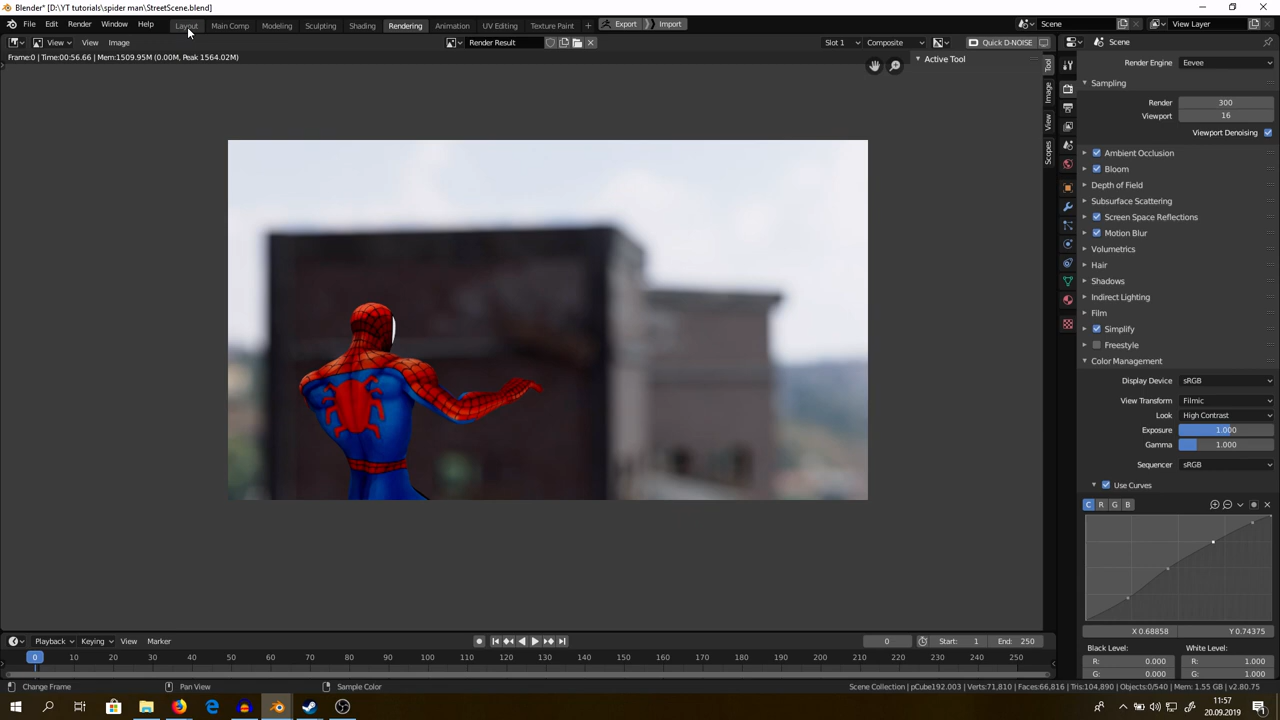 Blender* [D:\YT tutorials\spider man\StreetScene.blend]
File Edit Render Window Help Layout Main Comp Modeling Sculpting Shading Rendering Animation UV Editing Texture Paint + Export Import Scene View Layer
View View Image Render Result Slot 1 Composite Quick D-NOISE Scene
Frame:0 | Time:00:56.66 | Mem:1509.95M (0.00M, Peak 1564.02M)
Active Tool
Tool
Image
View
Scopes
Render Engine Eevee
Sampling
Render 300
Viewport 16
Viewport Denoising
Ambient Occlusion
Bloom
Depth of Field
Subsurface Scattering
Screen Space Reflections
Motion Blur
Volumetrics
Hair
Shadows
Indirect Lighting
Film
Simplify
Freestyle
Color Management
Display Device sRGB
View Transform Filmic
Look High Contrast
Exposure 1.000
Gamma 1.000
Sequencer sRGB
Use Curves
C R G B
X 0.68858 Y 0.74375
Black Level: White Level:
R: 0.000 R: 1.000
G: 0.000 G: 1.000
Playback Keying View Marker 0 Start: 1 End: 250
0 10 20 30 40 50 60 70 80 90 100 110 120 130 140 150 160 170 180 190 200 210 220 230 240 250
Change Frame Pan View Sample Color Scene Collection | pCube192.003 | Verts:71,810 | Faces:66,816 | Tris:104,890 | Objects:0/540 | Mem: 1.55 GB | v2.80.75
11:57
20.09.2019